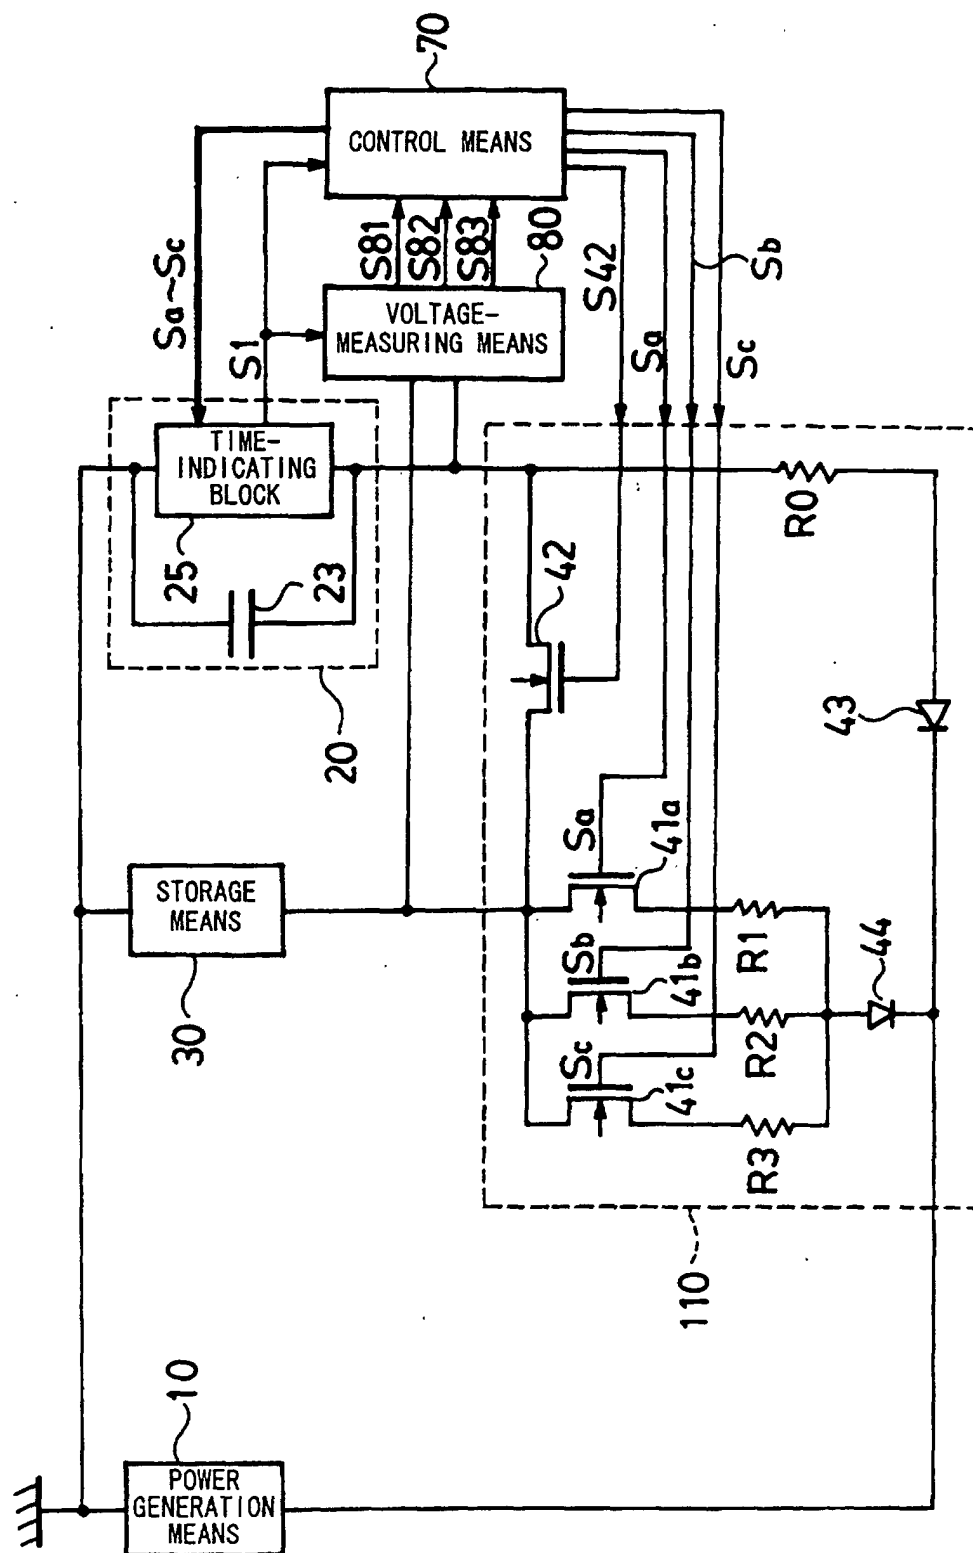 70
CONTROL MEANS
Sa~Sc
S1
S81
S82
S83
80
VOLTAGE-
MEASURING MEANS
S42
Sa
Sb
Sc
TIME-
INDICATING
BLOCK
25
23
20
42
R0
43
STORAGE
MEANS
30
Sa
41a
Sb
41b
Sc
41c
R1
R2
R3
44
110
10
POWER
GENERATION
MEANS